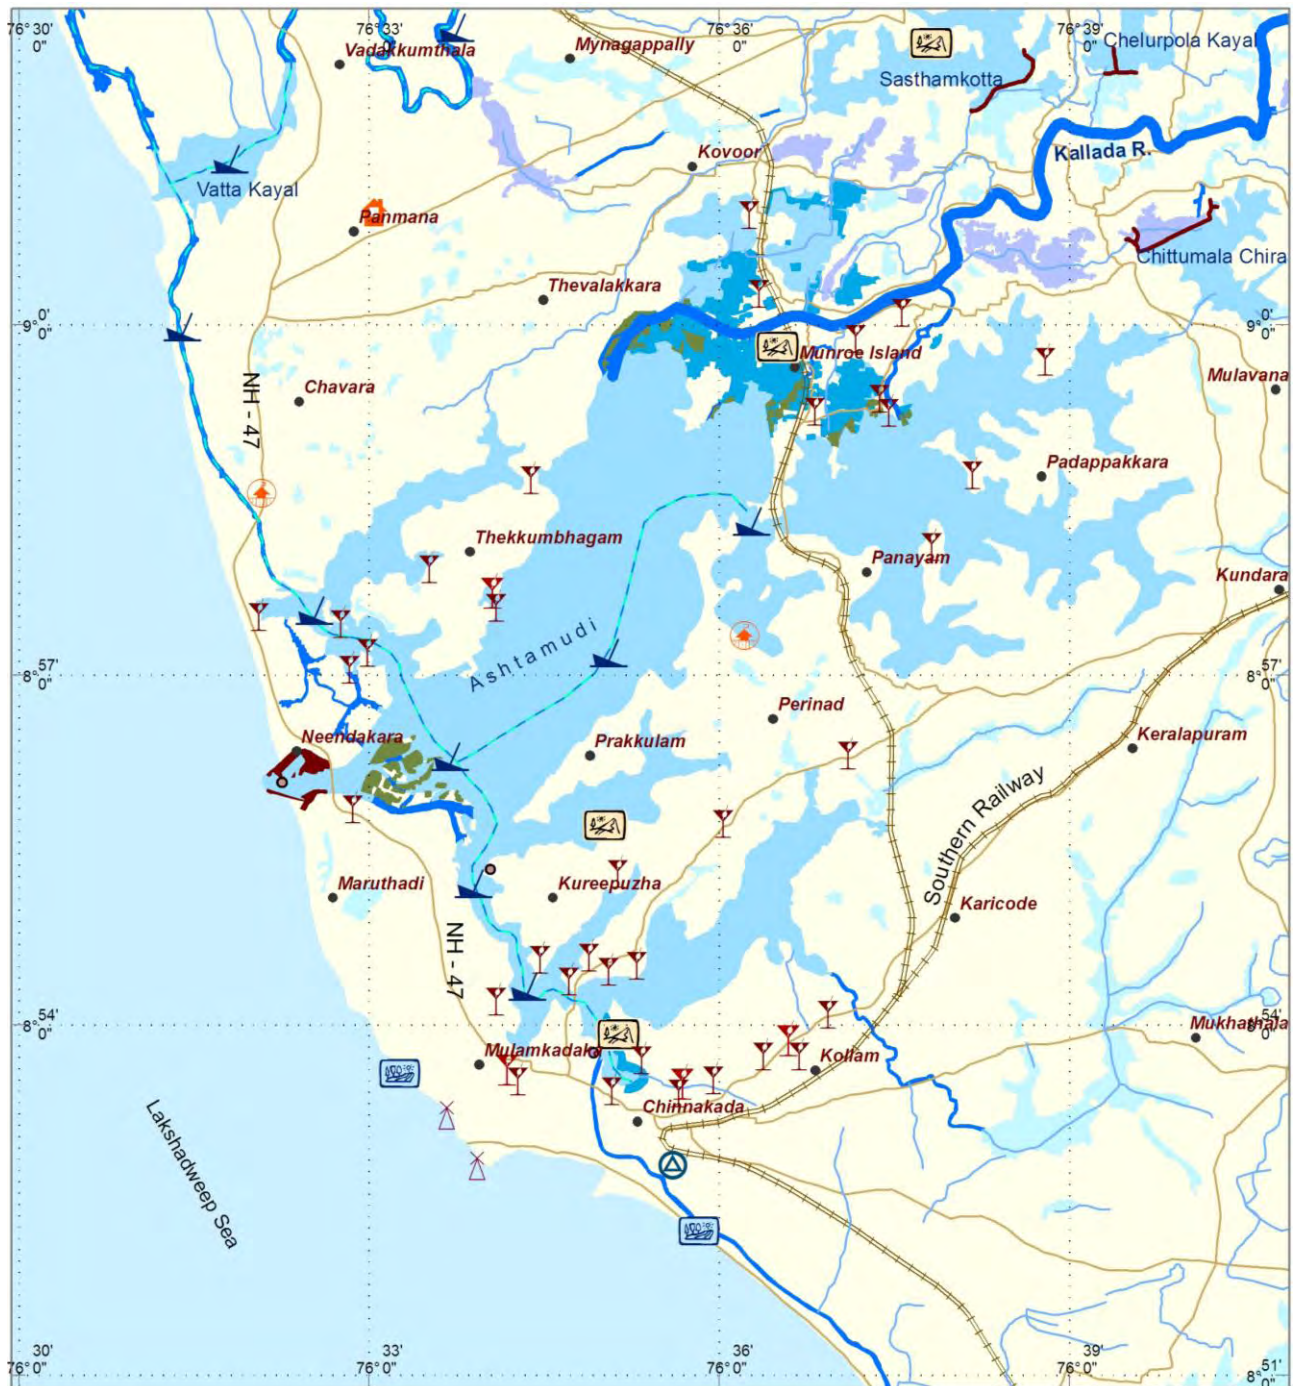 76° 30' 0"
76° 33' 0"
76° 36' 0"
76° 39' 0"
Vadakkumthala
Mynagappally
Chelurpola Kayal
Sasthamkotta
Kovoor
Kallada R.
Vatta Kayal
Panmana
Chittumala Chira
Thevalakkara
9° 0' 0"
9° 0' 0"
Munroe Island
NH - 47
Chavara
Mulavana
Padappakkara
Thekkumbhagam
Panayam
Kundara
Ashtamudi
8° 57' 0"
8° 57' 0"
Perinad
Neendakara
Prakkulam
Keralapuram
Southern Railway
Maruthadi
Kureepuzha
Karicode
NH - 47
8° 54' 0"
8° 54' 0"
Mukhathala
Mulamkadaka
Kollam
Chinnakada
Lakshadweep Sea
76° 30' 0"
76° 33' 0"
76° 36' 0"
76° 39' 0"
8° 51' 0"